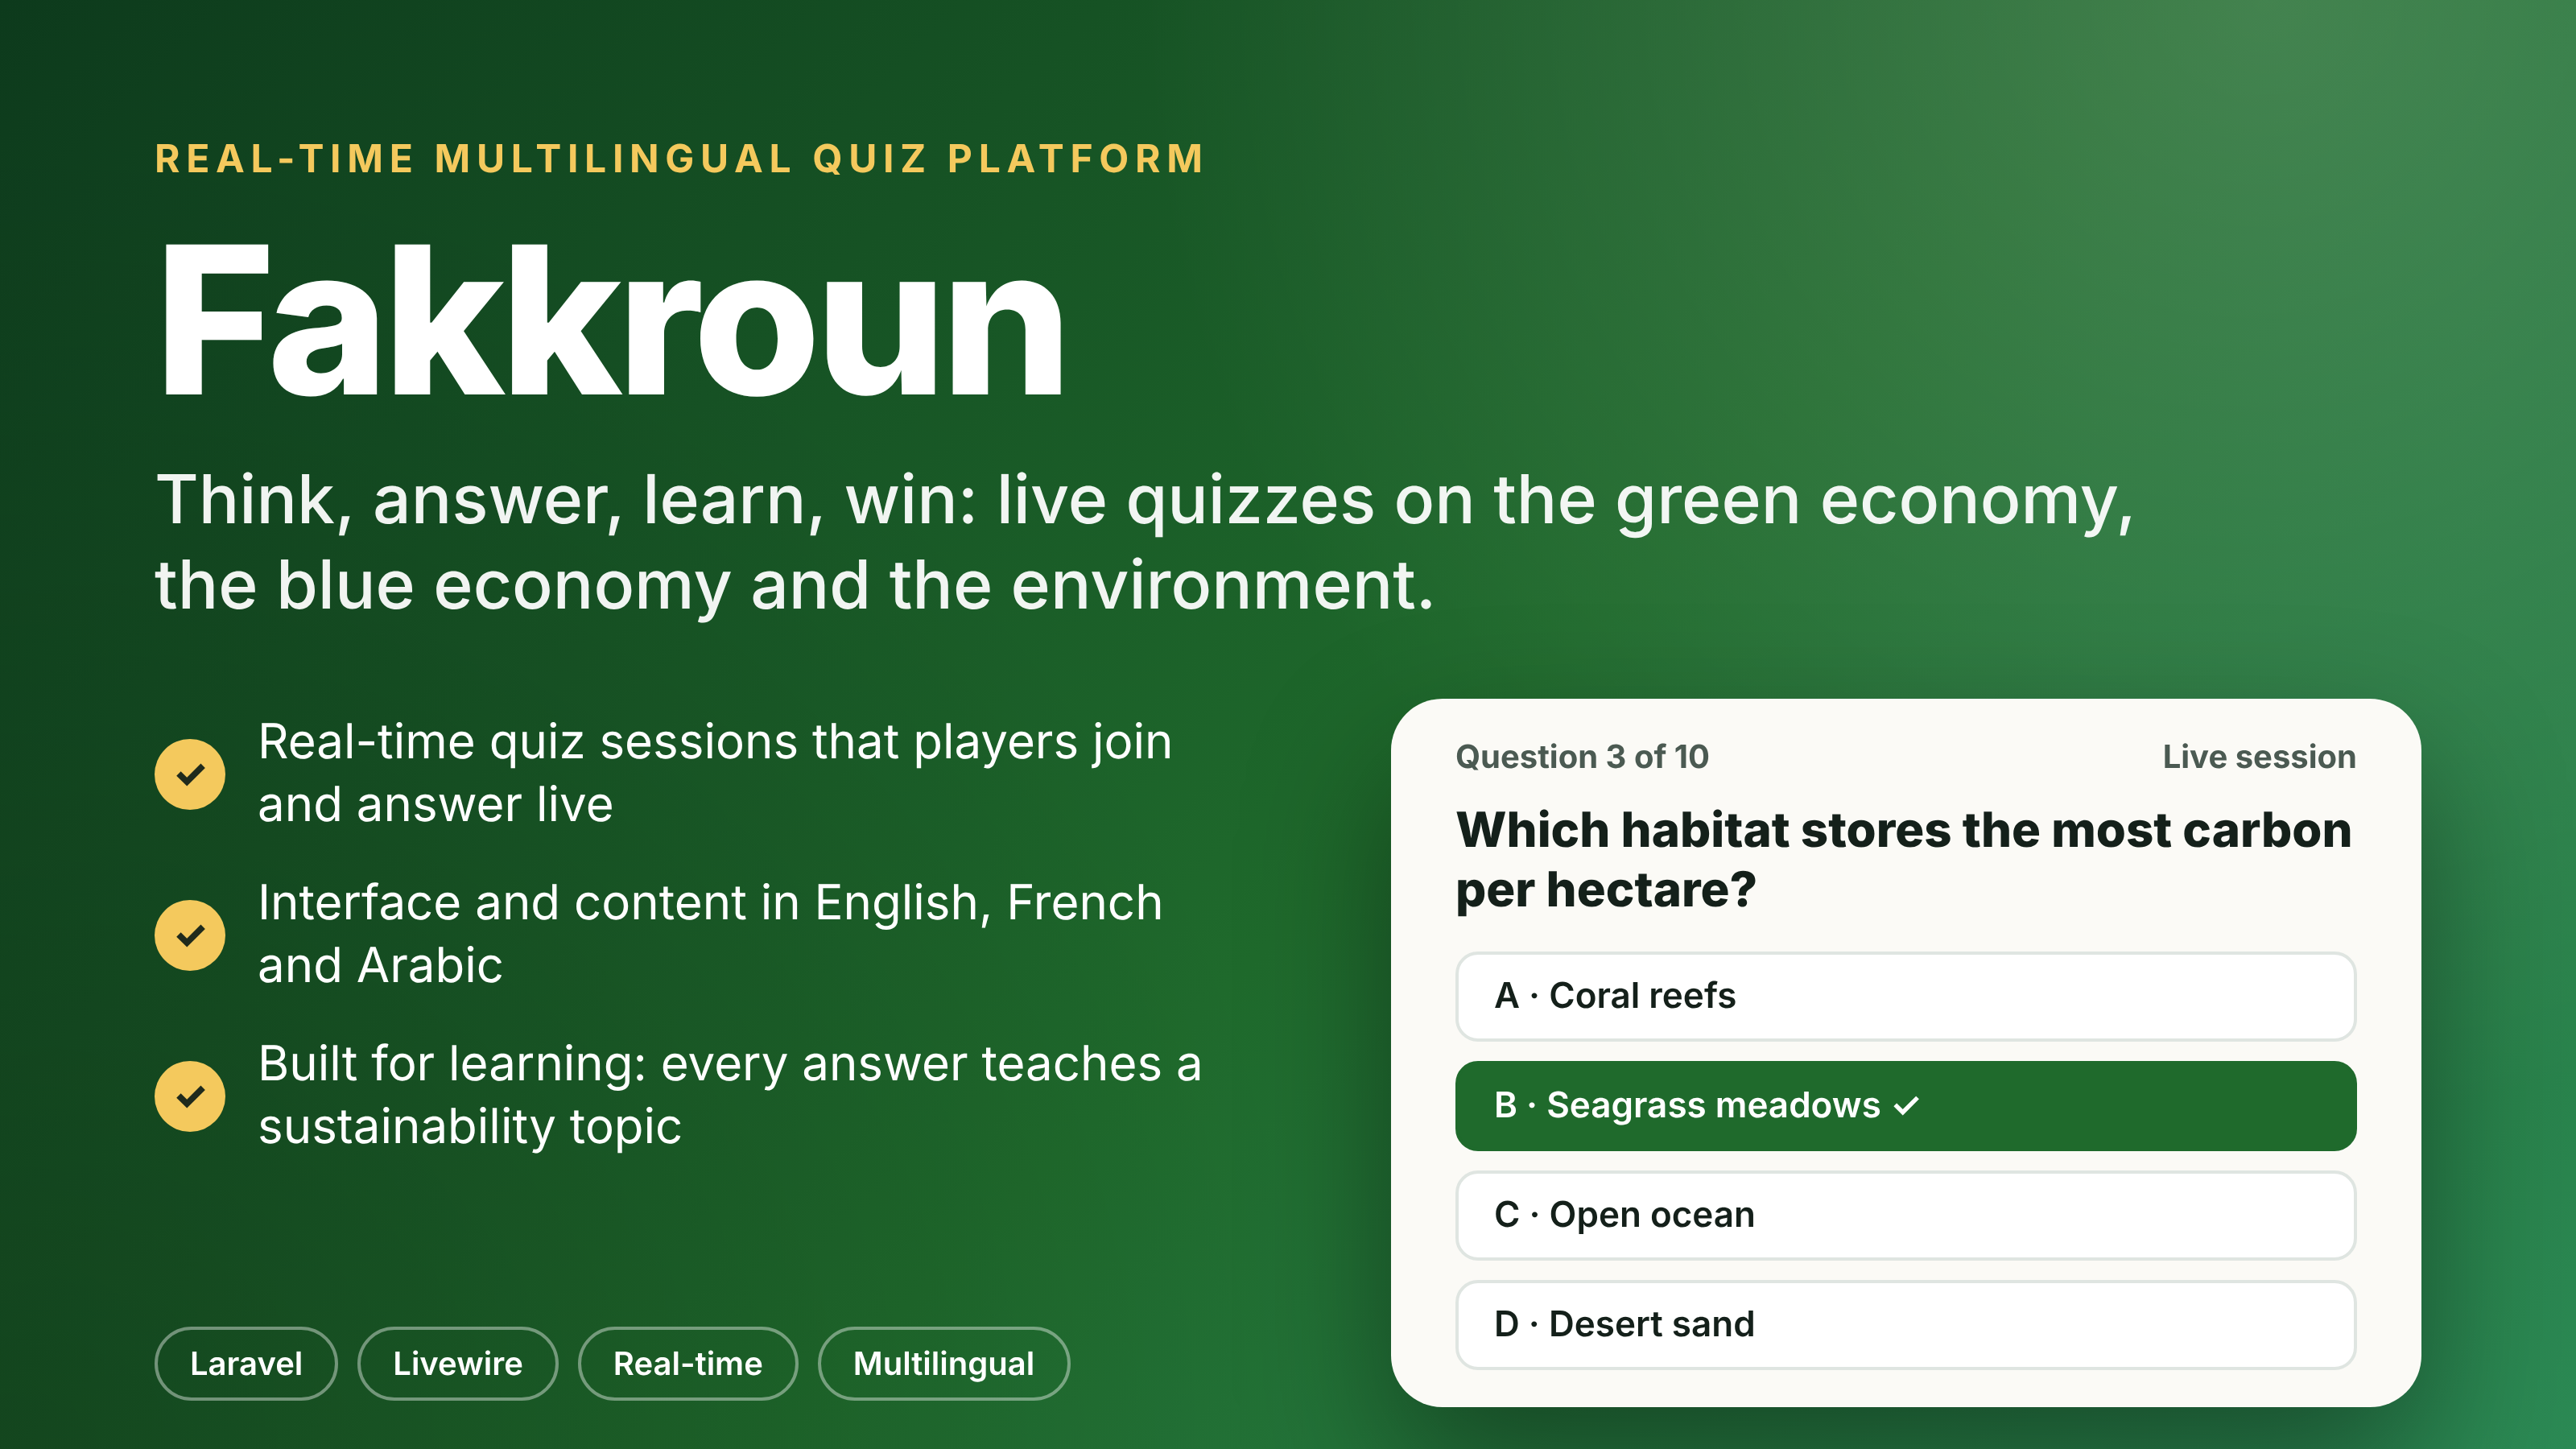 REAL-TIME MULTILINGUAL QUIZ PLATFORM
Fakkroun
Think, answer, learn, win: live quizzes on the green economy,
the blue economy and the environment.
Real-time quiz sessions that players join
and answer live
Interface and content in English, French
and Arabic
Built for learning: every answer teaches a
sustainability topic
Laravel
Livewire
Real-time
Multilingual
Question 3 of 10
Live session
Which habitat stores the most carbon
per hectare?
A · Coral reefs
B · Seagrass meadows ✓
C · Open ocean
D · Desert sand